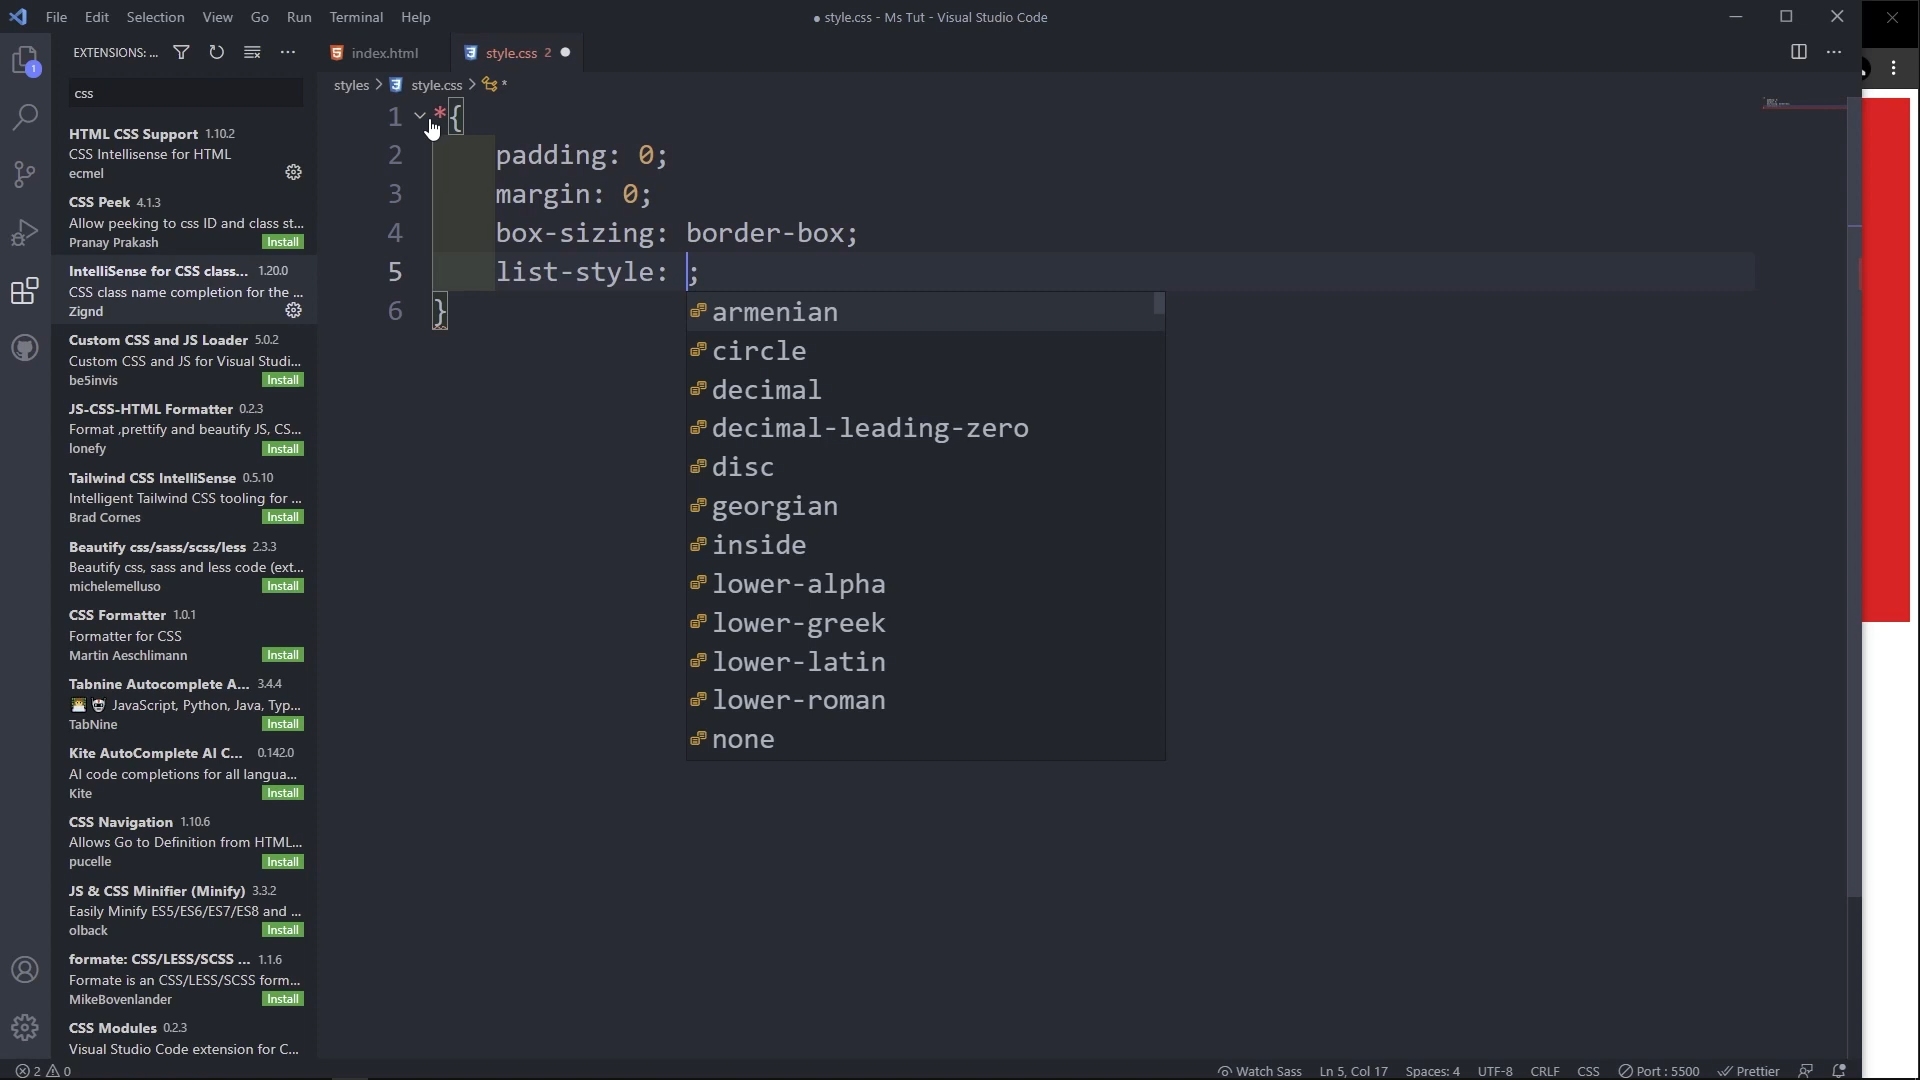 File Edit Selection View Go Run Terminal Help
● style.css - Ms Tut - Visual Studio Code
EXTENSIONS: ...
index.html
style.css 2
styles > style.css > *
1
css
HTML CSS Support 1.10.2
CSS Intellisense for HTML
ecmel
CSS Peek 4.1.3
Allow peeking to css ID and class st...
Pranay Prakash Install
IntelliSense for CSS class... 1.20.0
CSS class name completion for the ...
Zignd
Custom CSS and JS Loader 5.0.2
Custom CSS and JS for Visual Studi...
be5invis Install
JS-CSS-HTML Formatter 0.2.3
Format ,prettify and beautify JS, CS...
lonefy Install
Tailwind CSS IntelliSense 0.5.10
Intelligent Tailwind CSS tooling for ...
Brad Cornes Install
Beautify css/sass/scss/less 2.3.3
Beautify css, sass and less code (ext...
michelemelluso Install
CSS Formatter 1.0.1
Formatter for CSS
Martin Aeschlimann Install
Tabnine Autocomplete A... 3.4.4
JavaScript, Python, Java, Typ...
TabNine Install
Kite AutoComplete AI C... 0.142.0
AI code completions for all langua...
Kite Install
CSS Navigation 1.10.6
Allows Go to Definition from HTML...
pucelle Install
JS & CSS Minifier (Minify) 3.3.2
Easily Minify ES5/ES6/ES7/ES8 and ...
olback Install
formate: CSS/LESS/SCSS ... 1.1.6
Formate is an CSS/LESS/SCSS form...
MikeBovenlander Install
CSS Modules 0.2.3
Visual Studio Code extension for C...
1 *{
2 padding: 0;
3 margin: 0;
4 box-sizing: border-box;
5 list-style: ;
6 }
armenian
circle
decimal
decimal-leading-zero
disc
georgian
inside
lower-alpha
lower-greek
lower-latin
lower-roman
none
2 0
Watch Sass Ln 5, Col 17 Spaces: 4 UTF-8 CRLF CSS Port : 5500 Prettier